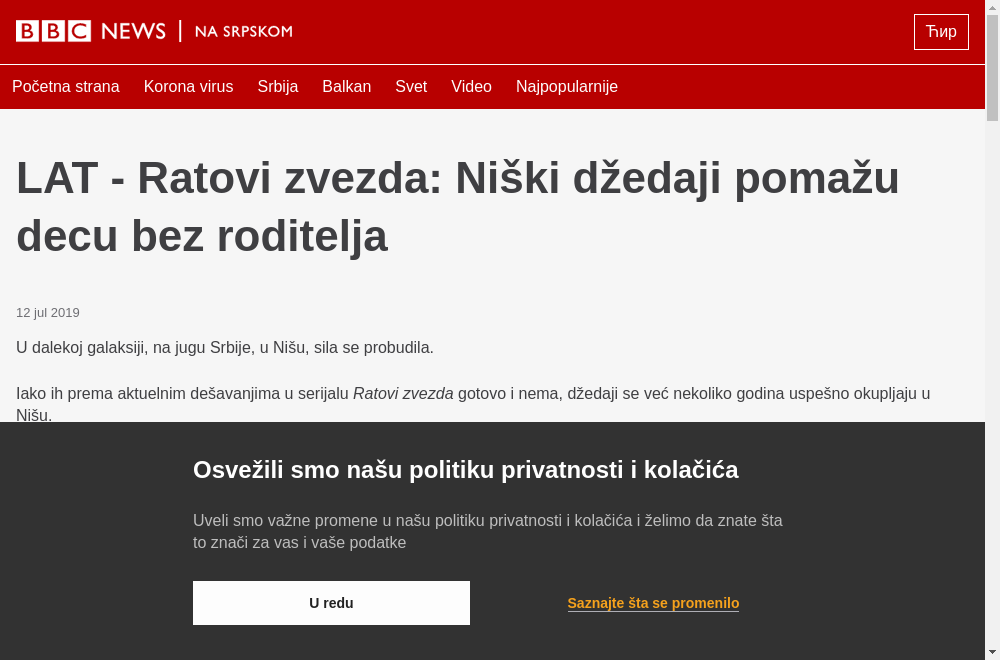 BBC NEWS | NA SRPSKOM
Ћир
Početna strana Korona virus Srbija Balkan Svet Video Najpopularnije
LAT - Ratovi zvezda: Niški džedaji pomažu
decu bez roditelja
12 jul 2019
U dalekoj galaksiji, na jugu Srbije, u Nišu, sila se probudila.
Iako ih prema aktuelnim dešavanjima u serijalu Ratovi zvezda gotovo i nema, džedaji se već nekoliko godina uspešno okupljaju u
Nišu.
Osvežili smo našu politiku privatnosti i kolačića
Uveli smo važne promene u našu politiku privatnosti i kolačića i želimo da znate šta
to znači za vas i vaše podatke
U redu
Saznajte šta se promenilo